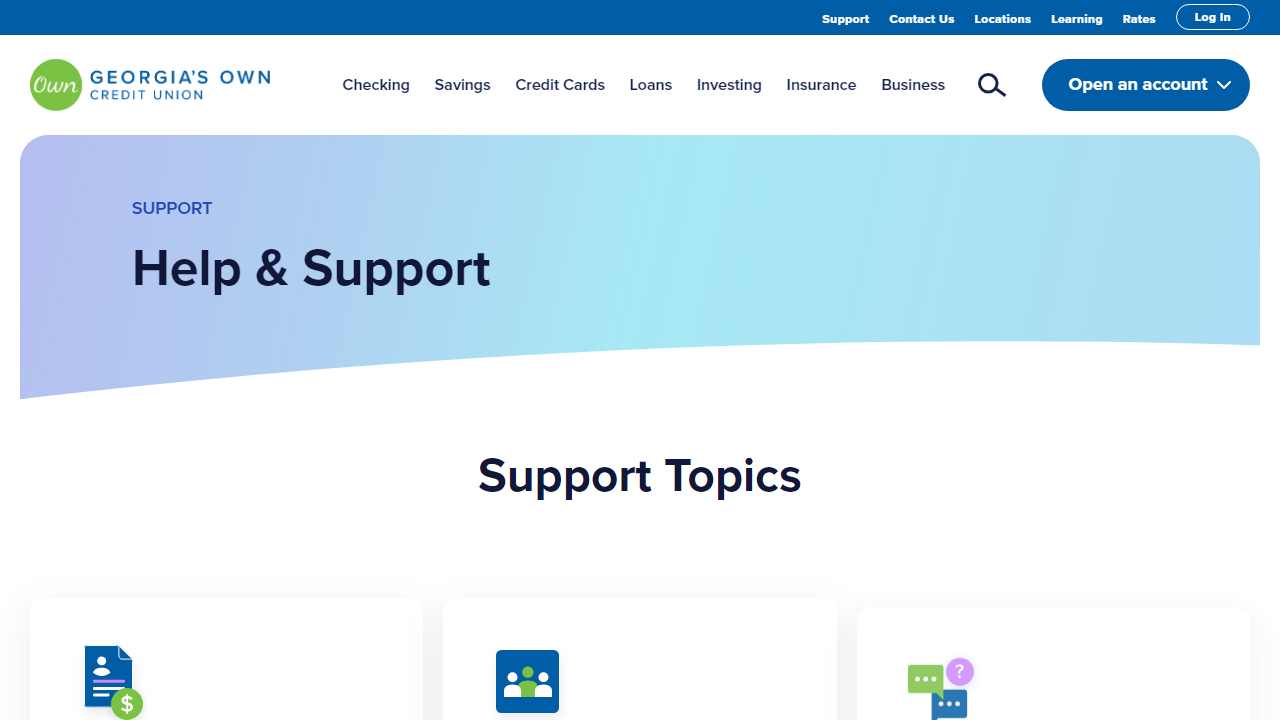 Support Contact Us Locations Learning Rates Log In
Own GEORGIA'S OWN
CREDIT UNION
Checking Savings Credit Cards Loans Investing Insurance Business Open an account
SUPPORT
Help & Support
Support Topics
$
?